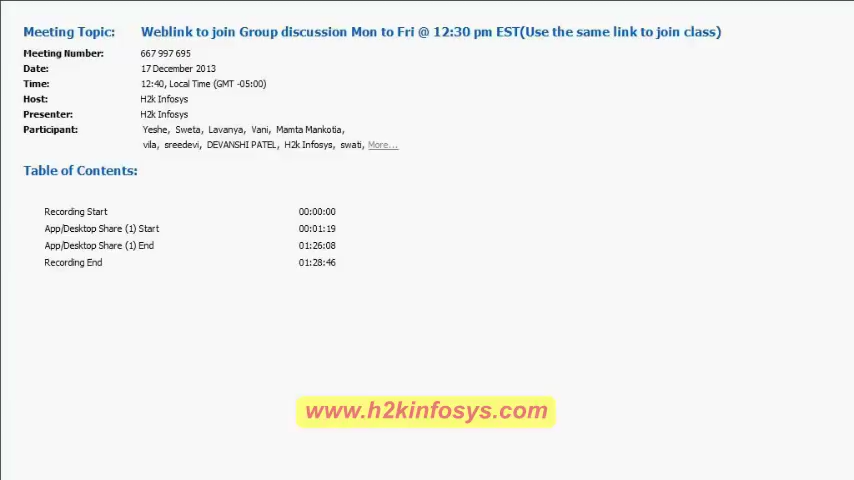 Meeting Topic: Weblink to join Group discussion Mon to Fri @ 12:30 pm EST(Use the same link to join class)
Meeting Number: 667 997 695
Date: 17 December 2013
Time: 12:40, Local Time (GMT -05:00)
Host: H2k Infosys
Presenter: H2k Infosys
Participant: Yeshe, Sweta, Lavanya, Vani, Mamta Mankotia,
vila, sreedevi, DEVANSHI PATEL, H2k Infosys, swati, More...
Table of Contents:
Recording Start 00:00:00
App/Desktop Share (1) Start 00:01:19
App/Desktop Share (1) End 01:26:08
Recording End 01:28:46
www.h2kinfosys.com